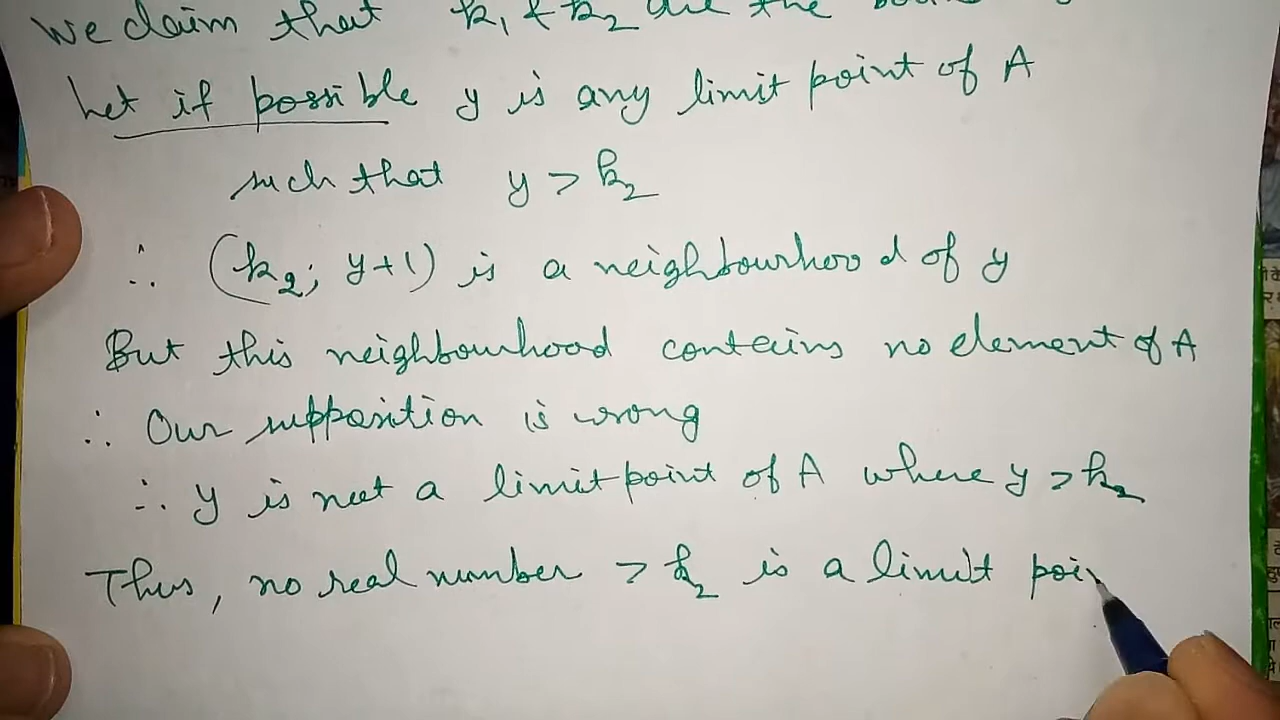 We claim that k₁ & k₂ are the
Let if possible y is any limit point of A
such that y > k₂
∴ (k₂; y+1) is a neighbourhood of y
But this neighbourhood contains no element of A
∴ Our supposition is wrong
∴ y is not a limit point of A where y > k₂
Thus, no real number > k₂ is a limit poi